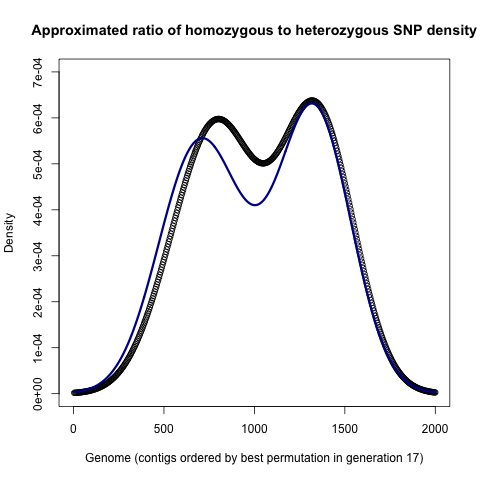 Approximated ratio of homozygous to heterozygous SNP density
7e-04
6e-04
5e-04
4e-04
3e-04
2e-04
1e-04
0e+00
Density
0 500 1000 1500 2000
Genome (contigs ordered by best permutation in generation 17)